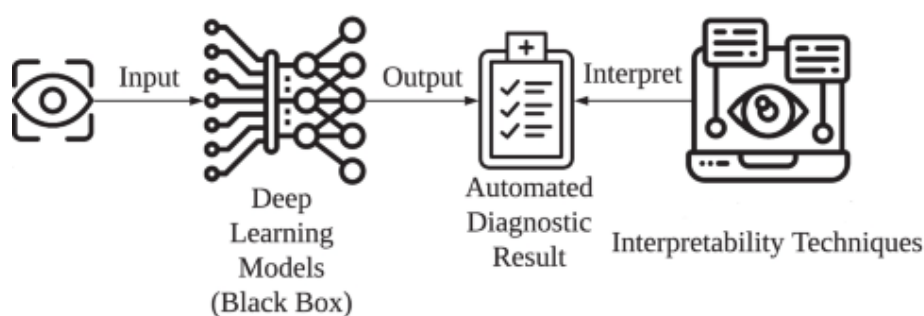 Input
Output
Interpret
Deep
Learning
Models
(Black Box)
Automated
Diagnostic
Result
Interpretability Techniques